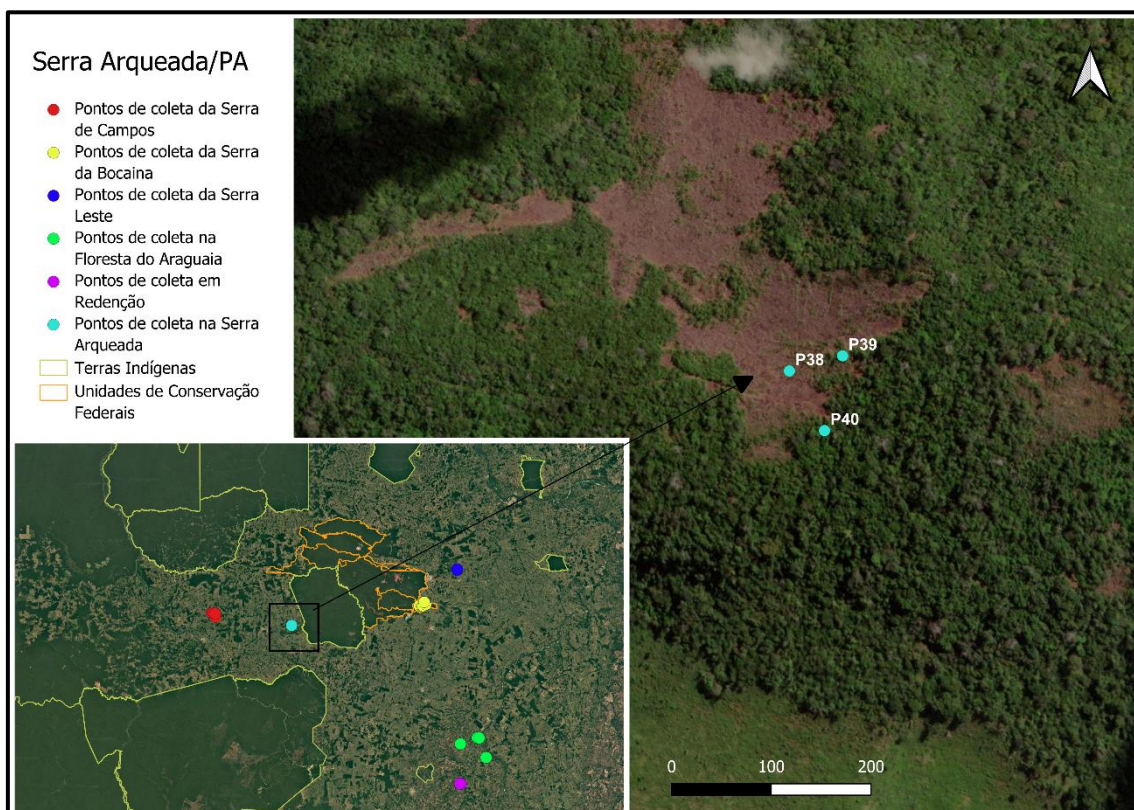 Serra Arqueada/PA
Pontos de coleta da Serra
de Campos
Pontos de coleta da Serra
da Bocaina
Pontos de coleta da Serra
Leste
Pontos de coleta na
Floresta do Araguaia
Pontos de coleta em
Redenção
Pontos de coleta na Serra
Arqueada
Terras Indígenas
Unidades de Conservação
Federais
P38
P39
P40
0 100 200